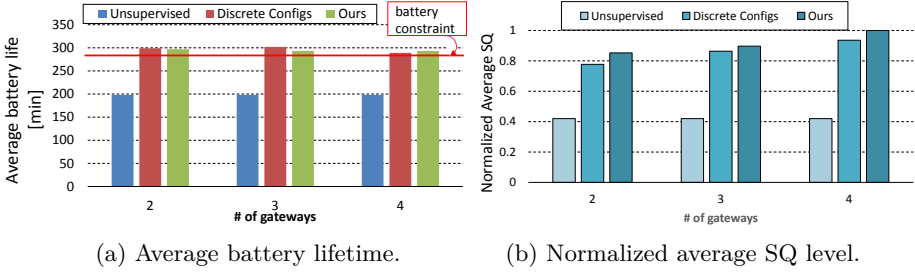 Unsupervised Discrete Configs Ours
battery
constraint
Average battery life
[min]
350
300
250
200
150
100
50
0
2 3 4
# of gateways
(a) Average battery lifetime.
Unsupervised Discrete Configs Ours
Normalized Average SQ
1
0.8
0.6
0.4
0.2
0
2 3 4
# of gateways
(b) Normalized average SQ level.